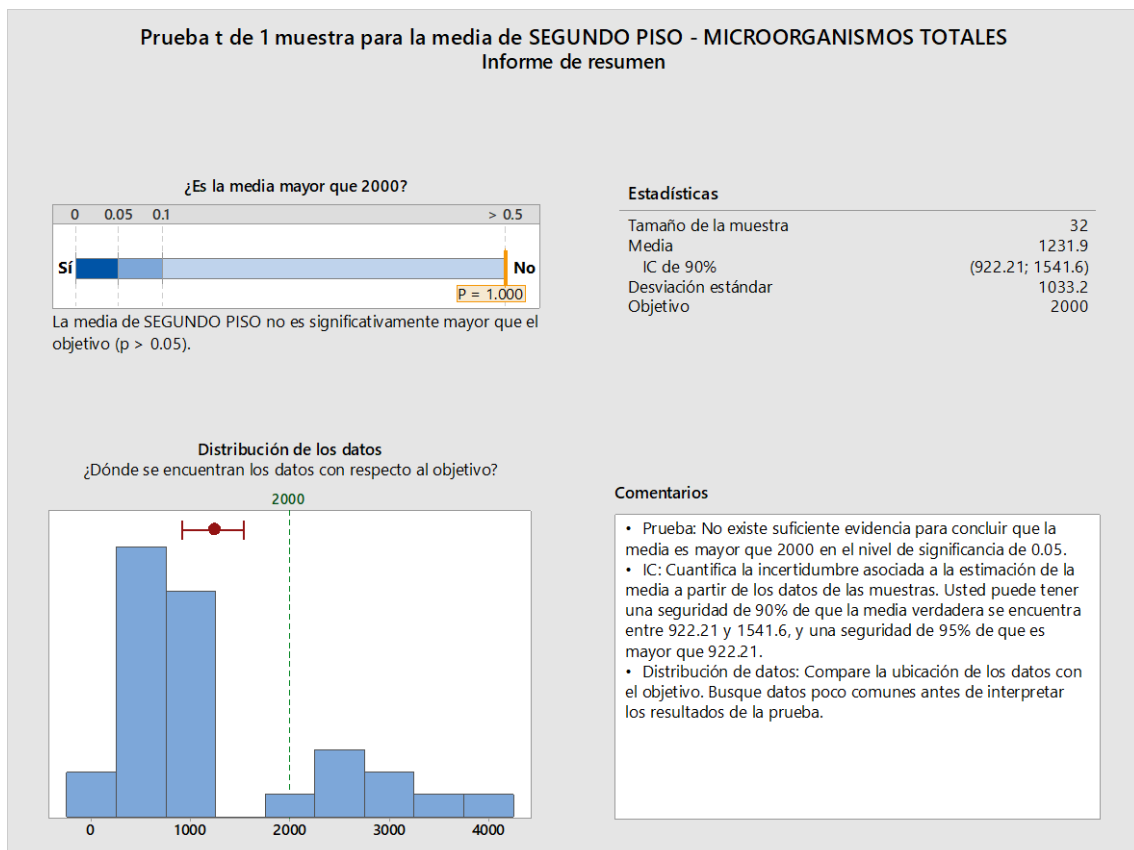 Prueba t de 1 muestra para la media de SEGUNDO PISO - MICROORGANISMOS TOTALES
Informe de resumen
¿Es la media mayor que 2000?
0 0.05 0.1 > 0.5
Sí No
P = 1.000
La media de SEGUNDO PISO no es significativamente mayor que el
objetivo (p > 0.05).
Estadísticas
Tamaño de la muestra 32
Media 1231.9
IC de 90% (922.21; 1541.6)
Desviación estándar 1033.2
Objetivo 2000
Distribución de los datos
¿Dónde se encuentran los datos con respecto al objetivo?
2000
0 1000 2000 3000 4000
Comentarios
• Prueba: No existe suficiente evidencia para concluir que la
media es mayor que 2000 en el nivel de significancia de 0.05.
• IC: Cuantifica la incertidumbre asociada a la estimación de la
media a partir de los datos de las muestras. Usted puede tener
una seguridad de 90% de que la media verdadera se encuentra
entre 922.21 y 1541.6, y una seguridad de 95% de que es
mayor que 922.21.
• Distribución de datos: Compare la ubicación de los datos con
el objetivo. Busque datos poco comunes antes de interpretar
los resultados de la prueba.